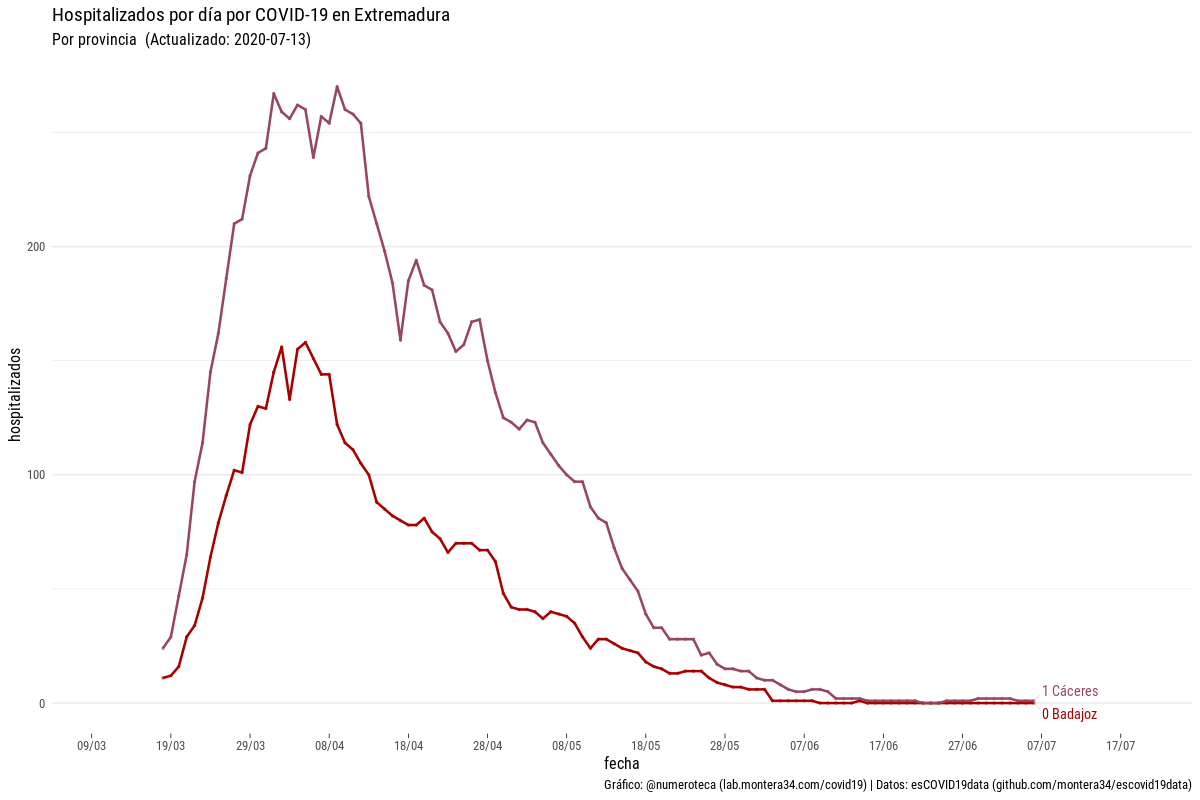 Hospitalizados por día por COVID-19 en Extremadura
Por provincia  (Actualizado: 2020-07-13)
hospitalizados
200
100
0
1 Cáceres
0 Badajoz
09/03
19/03
29/03
08/04
18/04
28/04
08/05
18/05
28/05
07/06
17/06
27/06
07/07
17/07
fecha
Gráfico: @numeroteca (lab.montera34.com/covid19) | Datos: esCOVID19data (github.com/montera34/escovid19data)